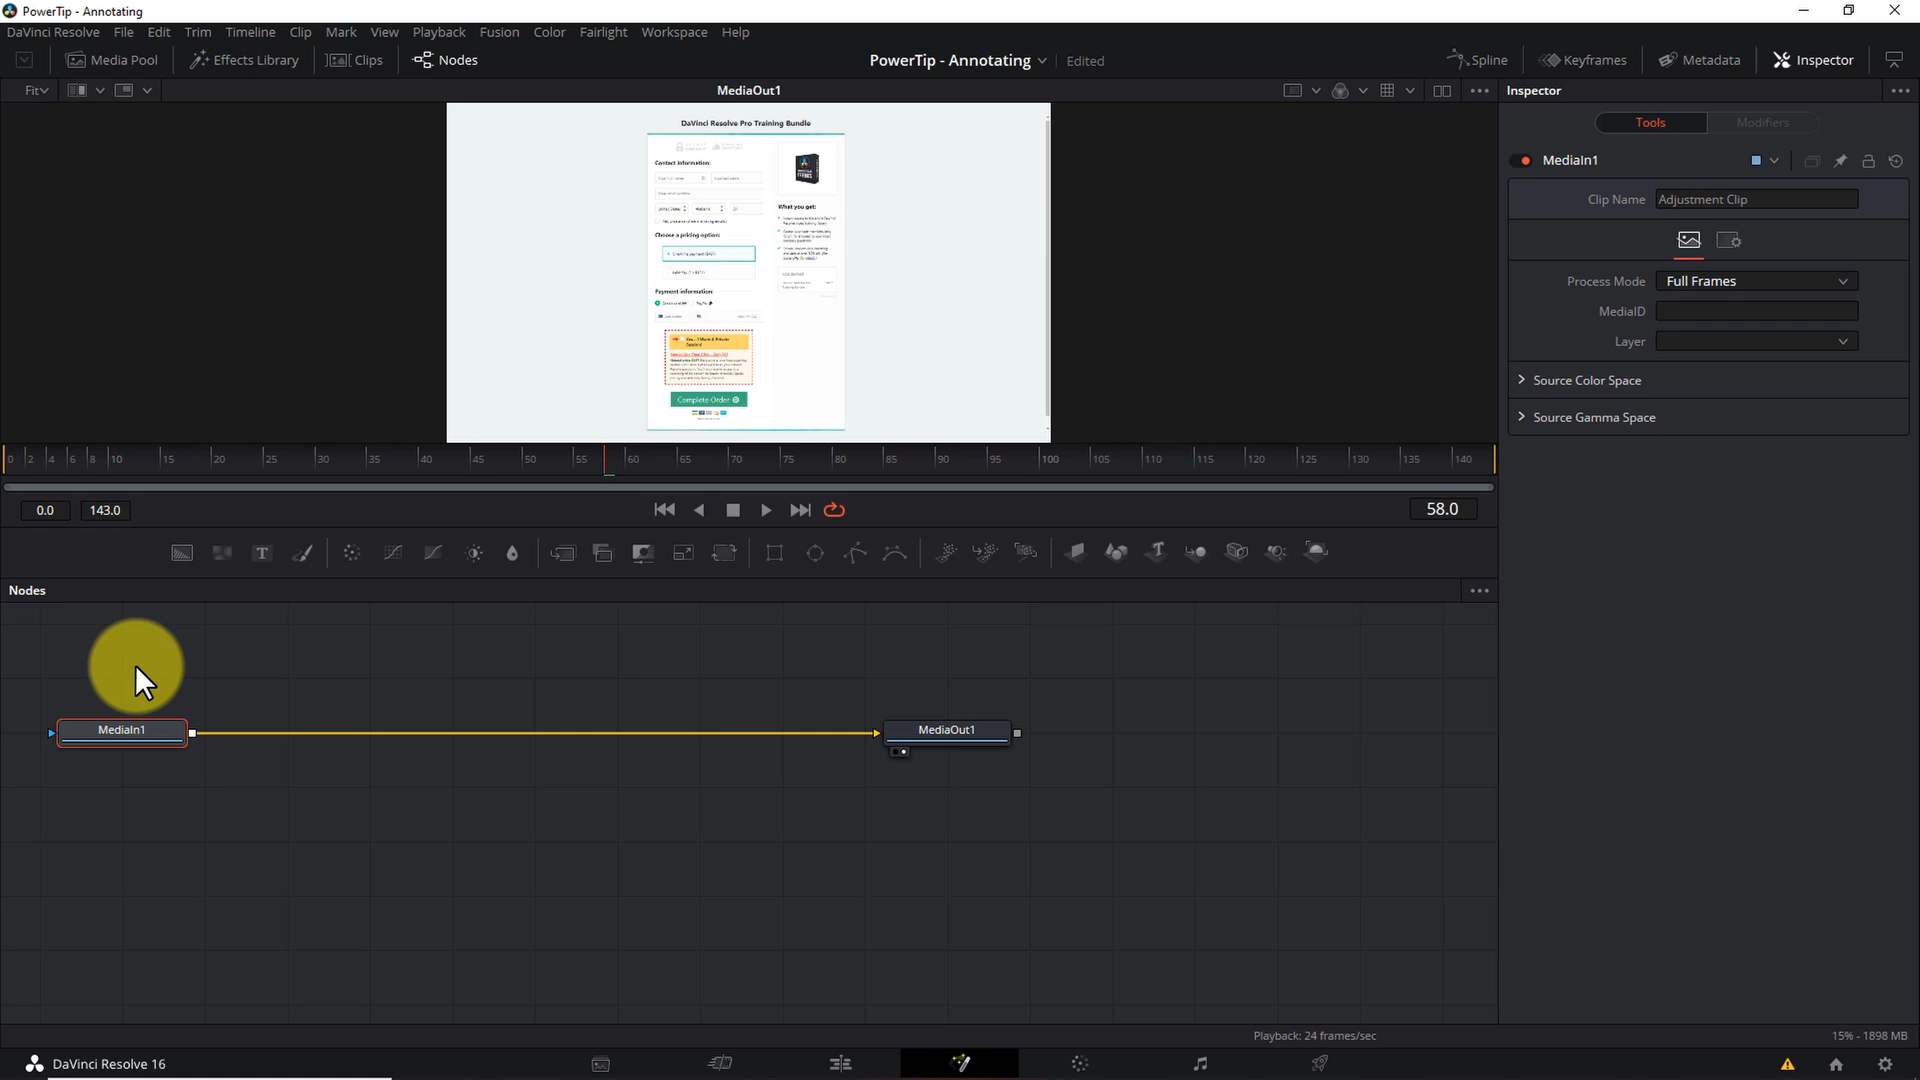 PowerTip - Annotating
DaVinci Resolve File Edit Trim Timeline Clip Mark View Playback Fusion Color Fairlight Workspace Help
Media Pool Effects Library Clips Nodes PowerTip - Annotating Edited Spline Keyframes Metadata Inspector
Fit MediaOut1 Inspector
Tools Modifiers
MediaIn1
Clip Name Adjustment Clip
Process Mode Full Frames
MediaID
Layer
Source Color Space
Source Gamma Space
DaVinci Resolve Pro Training Bundle
Contact information:
What you get:
Choose a pricing option:
Payment information:
Complete Order
0 2 4 6 8 10 15 20 25 30 35 40 45 50 55 60 65 70 75 80 85 90 95 100 105 110 115 120 125 130 135 140
0.0 143.0 58.0
Nodes
MediaIn1 MediaOut1
Playback: 24 frames/sec 15% - 1898 MB
DaVinci Resolve 16